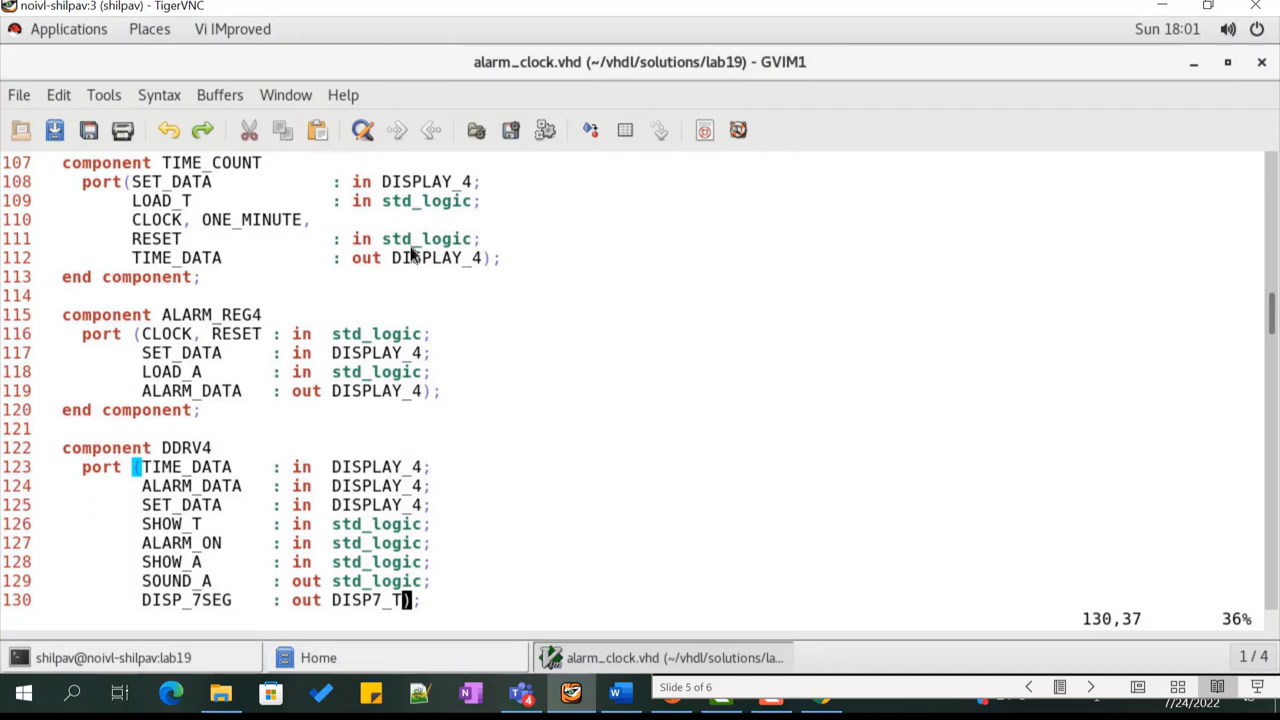 noivl-shilpav:3 (shilpav) - TigerVNC
Applications Places Vi IMproved Sun 18:01
alarm_clock.vhd (~/vhdl/solutions/lab19) - GVIM1
File Edit Tools Syntax Buffers Window Help
107 component TIME_COUNT
108 port(SET_DATA : in DISPLAY_4;
109 LOAD_T : in std_logic;
110 CLOCK, ONE_MINUTE,
111 RESET : in std_logic;
112 TIME_DATA : out DISPLAY_4);
113 end component;
114
115 component ALARM_REG4
116 port (CLOCK, RESET : in std_logic;
117 SET_DATA : in DISPLAY_4;
118 LOAD_A : in std_logic;
119 ALARM_DATA : out DISPLAY_4);
120 end component;
121
122 component DDRV4
123 port (TIME_DATA : in DISPLAY_4;
124 ALARM_DATA : in DISPLAY_4;
125 SET_DATA : in DISPLAY_4;
126 SHOW_T : in std_logic;
127 ALARM_ON : in std_logic;
128 SHOW_A : in std_logic;
129 SOUND_A : out std_logic;
130 DISP_7SEG : out DISP7_T);
130,37 36%
shilpav@noivl-shilpav:lab19 Home alarm_clock.vhd (~/vhdl/solutions/la... 1 / 4
Slide 5 of 6
7/24/2022